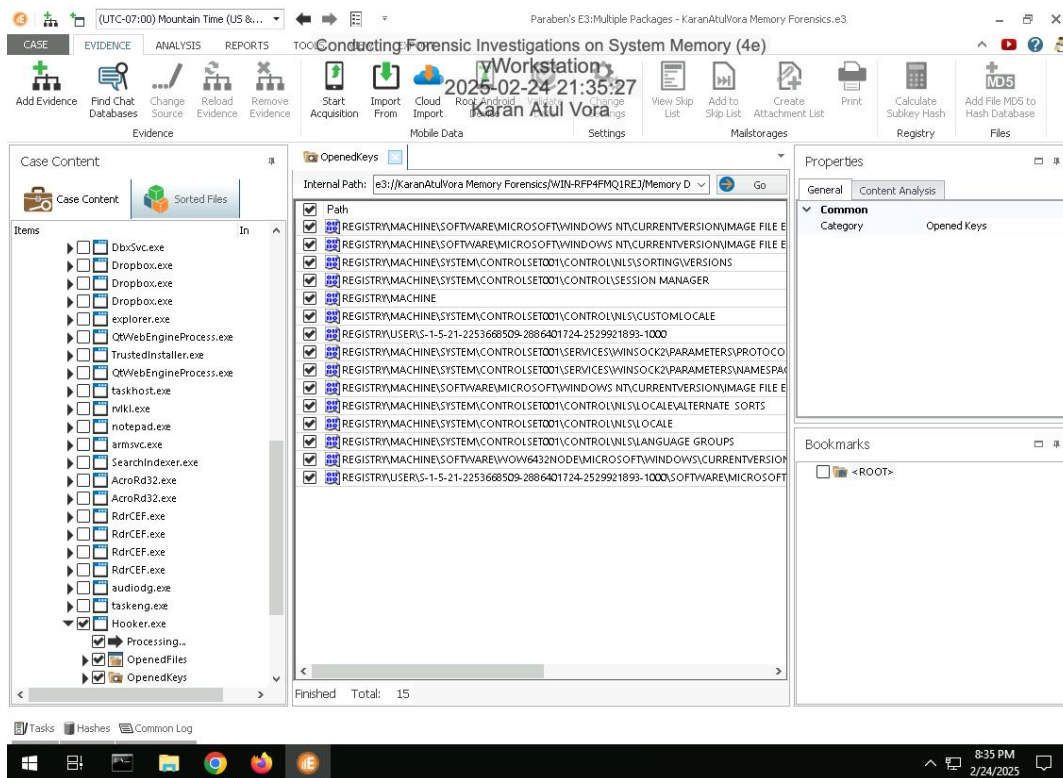 (UTC-07:00) Mountain Time (US &...
Paraben's E3:Multiple Packages - KaranAtulVora Memory Forensics.e3
CASE EVIDENCE ANALYSIS REPORTS
Conducting Forensic Investigations on System Memory (4e)
vWorkstation
2025-02-24 21:35:27
Karan Atul Vora
Add Evidence
Find Chat Databases
Change Source
Reload Evidence
Remove Evidence
Start Acquisition
Import From
Cloud Import
Root Android
View Skip List
Add to Skip List
Create Attachment List
Print
Calculate Subkey Hash
Add File MD5 to Hash Database
Evidence Mobile Data Settings Mailstorages Registry Files
Case Content
Case Content Sorted Files
Items In
DbxSvc.exe
Dropbox.exe
Dropbox.exe
Dropbox.exe
explorer.exe
QtWebEngineProcess.exe
TrustedInstaller.exe
QtWebEngineProcess.exe
taskhost.exe
rvlkl.exe
notepad.exe
armsvc.exe
SearchIndexer.exe
AcroRd32.exe
AcroRd32.exe
RdrCEF.exe
RdrCEF.exe
RdrCEF.exe
RdrCEF.exe
audiodg.exe
taskeng.exe
Hooker.exe
Processing...
OpenedFiles
OpenedKeys
OpenedKeys
Internal Path: e3://KaranAtulVora Memory Forensics/WIN-RFP4FMQ1REJ/Memory D Go
Path
REGISTRY\MACHINE\SOFTWARE\MICROSOFT\WINDOWS NT\CURRENTVERSION\IMAGE FILE E
REGISTRY\MACHINE\SOFTWARE\MICROSOFT\WINDOWS NT\CURRENTVERSION\IMAGE FILE E
REGISTRY\MACHINE\SYSTEM\CONTROLSET001\CONTROL\NLS\SORTING\VERSIONS
REGISTRY\MACHINE\SYSTEM\CONTROLSET001\CONTROL\SESSION MANAGER
REGISTRY\MACHINE
REGISTRY\MACHINE\SYSTEM\CONTROLSET001\CONTROL\NLS\CUSTOMLOCALE
REGISTRY\USER\S-1-5-21-2253668509-2886401724-2529921893-1000
REGISTRY\MACHINE\SYSTEM\CONTROLSET001\SERVICES\WINSOCK2\PARAMETERS\PROTOCO
REGISTRY\MACHINE\SYSTEM\CONTROLSET001\SERVICES\WINSOCK2\PARAMETERS\NAMESPA
REGISTRY\MACHINE\SOFTWARE\MICROSOFT\WINDOWS NT\CURRENTVERSION\IMAGE FILE E
REGISTRY\MACHINE\SYSTEM\CONTROLSET001\CONTROL\NLS\LOCALE\ALTERNATE SORTS
REGISTRY\MACHINE\SYSTEM\CONTROLSET001\CONTROL\NLS\LOCALE
REGISTRY\MACHINE\SYSTEM\CONTROLSET001\CONTROL\NLS\LANGUAGE GROUPS
REGISTRY\MACHINE\SOFTWARE\WOW6432NODE\MICROSOFT\WINDOWS\CURRENTVERSION
REGISTRY\USER\S-1-5-21-2253668509-2886401724-2529921893-1000\SOFTWARE\MICROSOFT
Finished Total: 15
Properties
General Content Analysis
Common
Category Opened Keys
Bookmarks
<ROOT>
Tasks Hashes Common Log
8:35 PM
2/24/2025